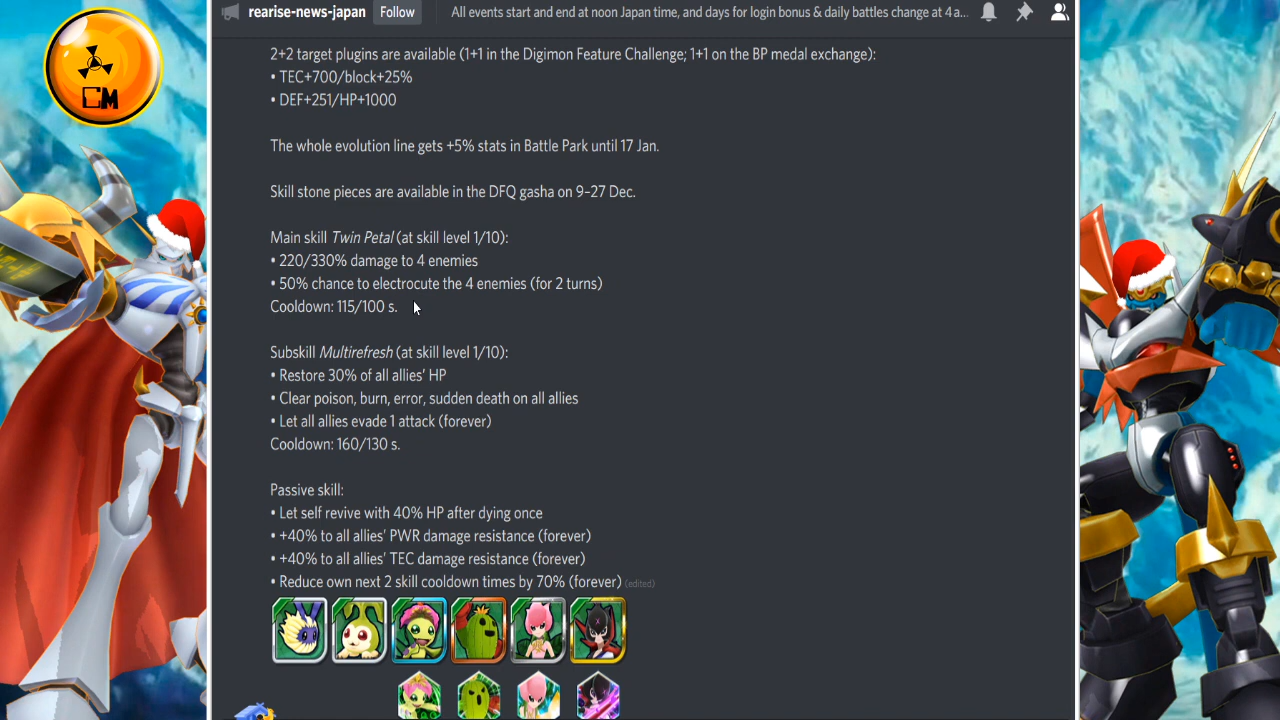 rearise-news-japan
Follow
All events start and end at noon Japan time, and days for login bonus & daily battles change at 4 a...
CM
2+2 target plugins are available (1+1 in the Digimon Feature Challenge; 1+1 on the BP medal exchange):
• TEC+700/block+25%
• DEF+251/HP+1000
The whole evolution line gets +5% stats in Battle Park until 17 Jan.
Skill stone pieces are available in the DFQ gasha on 9–27 Dec.
Main skill Twin Petal (at skill level 1/10):
• 220/330% damage to 4 enemies
• 50% chance to electrocute the 4 enemies (for 2 turns)
Cooldown: 115/100 s.
Subskill Multirefresh (at skill level 1/10):
• Restore 30% of all allies’ HP
• Clear poison, burn, error, sudden death on all allies
• Let all allies evade 1 attack (forever)
Cooldown: 160/130 s.
Passive skill:
• Let self revive with 40% HP after dying once
• +40% to all allies’ PWR damage resistance (forever)
• +40% to all allies’ TEC damage resistance (forever)
• Reduce own next 2 skill cooldown times by 70% (forever) (edited)